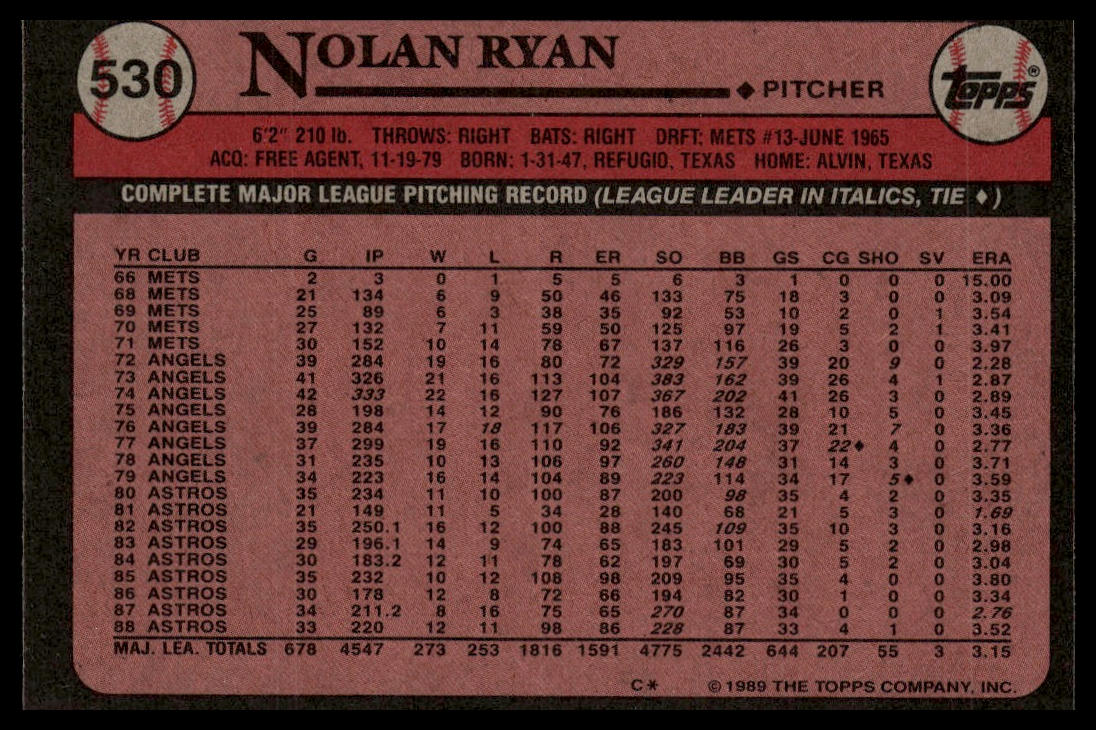 530
NOLAN RYAN
◆ PITCHER
TOPPS®
6'2" 210 lb. THROWS: RIGHT BATS: RIGHT DRFT: METS #13-JUNE 1965
ACQ: FREE AGENT, 11-19-79 BORN: 1-31-47, REFUGIO, TEXAS HOME: ALVIN, TEXAS
COMPLETE MAJOR LEAGUE PITCHING RECORD (LEAGUE LEADER IN ITALICS, TIE ♦)
YR CLUB G IP W L R ER SO BB GS CG SHO SV ERA
66 METS 2 3 0 1 5 5 6 3 1 0 0 0 15.00
68 METS 21 134 6 9 50 46 133 75 18 3 0 0 3.09
69 METS 25 89 6 3 38 35 92 53 10 2 0 1 3.54
70 METS 27 132 7 11 59 50 125 97 19 5 2 1 3.41
71 METS 30 152 10 14 78 67 137 116 26 3 0 0 3.97
72 ANGELS 39 284 19 16 80 72 329 157 39 20 9 0 2.28
73 ANGELS 41 326 21 16 113 104 383 162 39 26 4 1 2.87
74 ANGELS 42 333 22 16 127 107 367 202 41 26 3 0 2.89
75 ANGELS 28 198 14 12 90 76 186 132 28 10 5 0 3.45
76 ANGELS 39 284 17 18 117 106 327 183 39 21 7 0 3.36
77 ANGELS 37 299 19 16 110 92 341 204 37 22♦ 4 0 2.77
78 ANGELS 31 235 10 13 106 97 260 148 31 14 3 0 3.71
79 ANGELS 34 223 16 14 104 89 223 114 34 17 5♦ 0 3.59
80 ASTROS 35 234 11 10 100 87 200 98 35 4 2 0 3.35
81 ASTROS 21 149 11 5 34 28 140 68 21 5 3 0 1.69
82 ASTROS 35 250.1 16 12 100 88 245 109 35 10 3 0 3.16
83 ASTROS 29 196.1 14 9 74 65 183 101 29 5 2 0 2.98
84 ASTROS 30 183.2 12 11 78 62 197 69 30 5 2 0 3.04
85 ASTROS 35 232 10 12 108 98 209 95 35 4 0 0 3.80
86 ASTROS 30 178 12 8 72 66 194 82 30 1 0 0 3.34
87 ASTROS 34 211.2 8 16 75 65 270 87 34 0 0 0 2.76
88 ASTROS 33 220 12 11 98 86 228 87 33 4 1 0 3.52
MAJ. LEA. TOTALS 678 4547 273 253 1816 1591 4775 2442 644 207 55 3 3.15
C* © 1989 THE TOPPS COMPANY, INC.